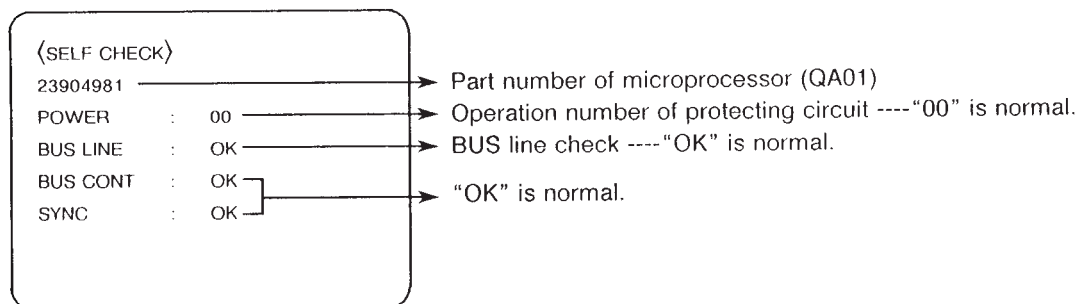 〈SELF CHECK〉
23904981
Part number of microprocessor (QA01)
POWER : 00
Operation number of protecting circuit ----“00” is normal.
BUS LINE : OK
BUS line check ----“OK” is normal.
BUS CONT : OK
“OK” is normal.
SYNC : OK